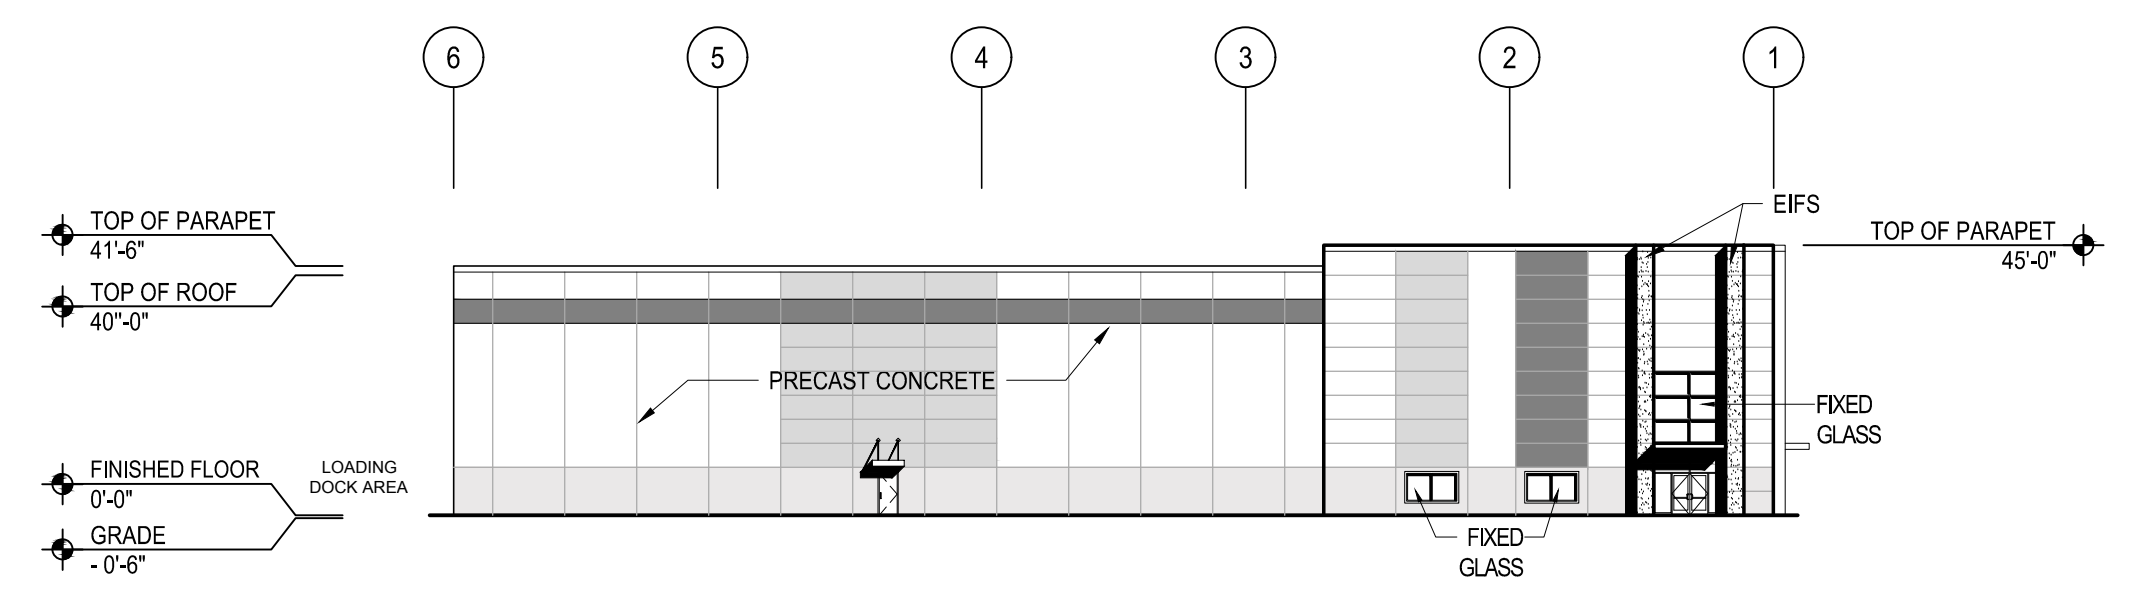 6 5 4 3 2 1
EIFS
TOP OF PARAPET
41'-6"
TOP OF PARAPET
45'-0"
TOP OF ROOF
40"-0"
PRECAST CONCRETE
FIXED
GLASS
FINISHED FLOOR
0'-0"
LOADING
DOCK AREA
GRADE
- 0'-6"
FIXED
GLASS